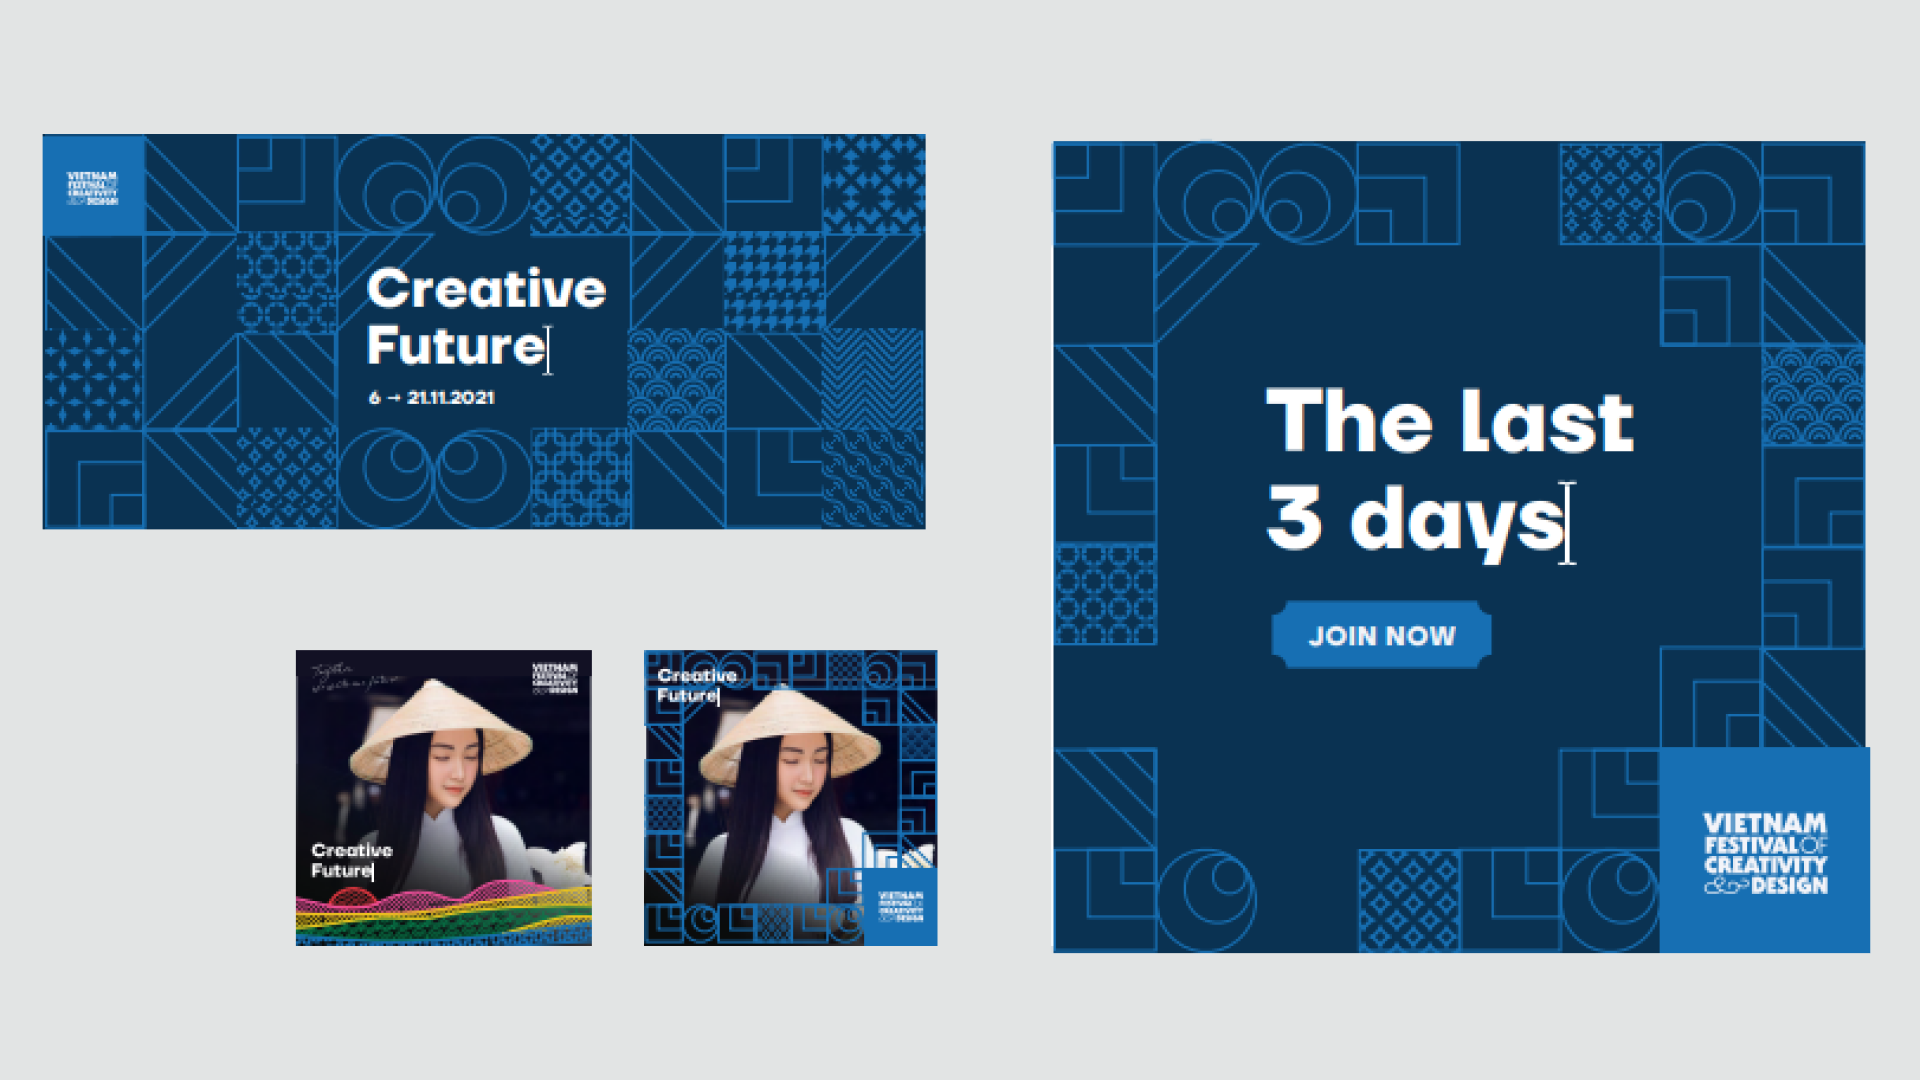 VIETNAM
FESTIVAL OF
CREATIVITY
& DESIGN
Creative
Future
6 → 21.11.2021
The last
3 days
JOIN NOW
VIETNAM
FESTIVAL OF
CREATIVITY
& DESIGN
VIETNAM
FESTIVAL OF
CREATIVITY
& DESIGN
Creative
Future
Creative
Future
VIETNAM
FESTIVAL OF
CREATIVITY
& DESIGN